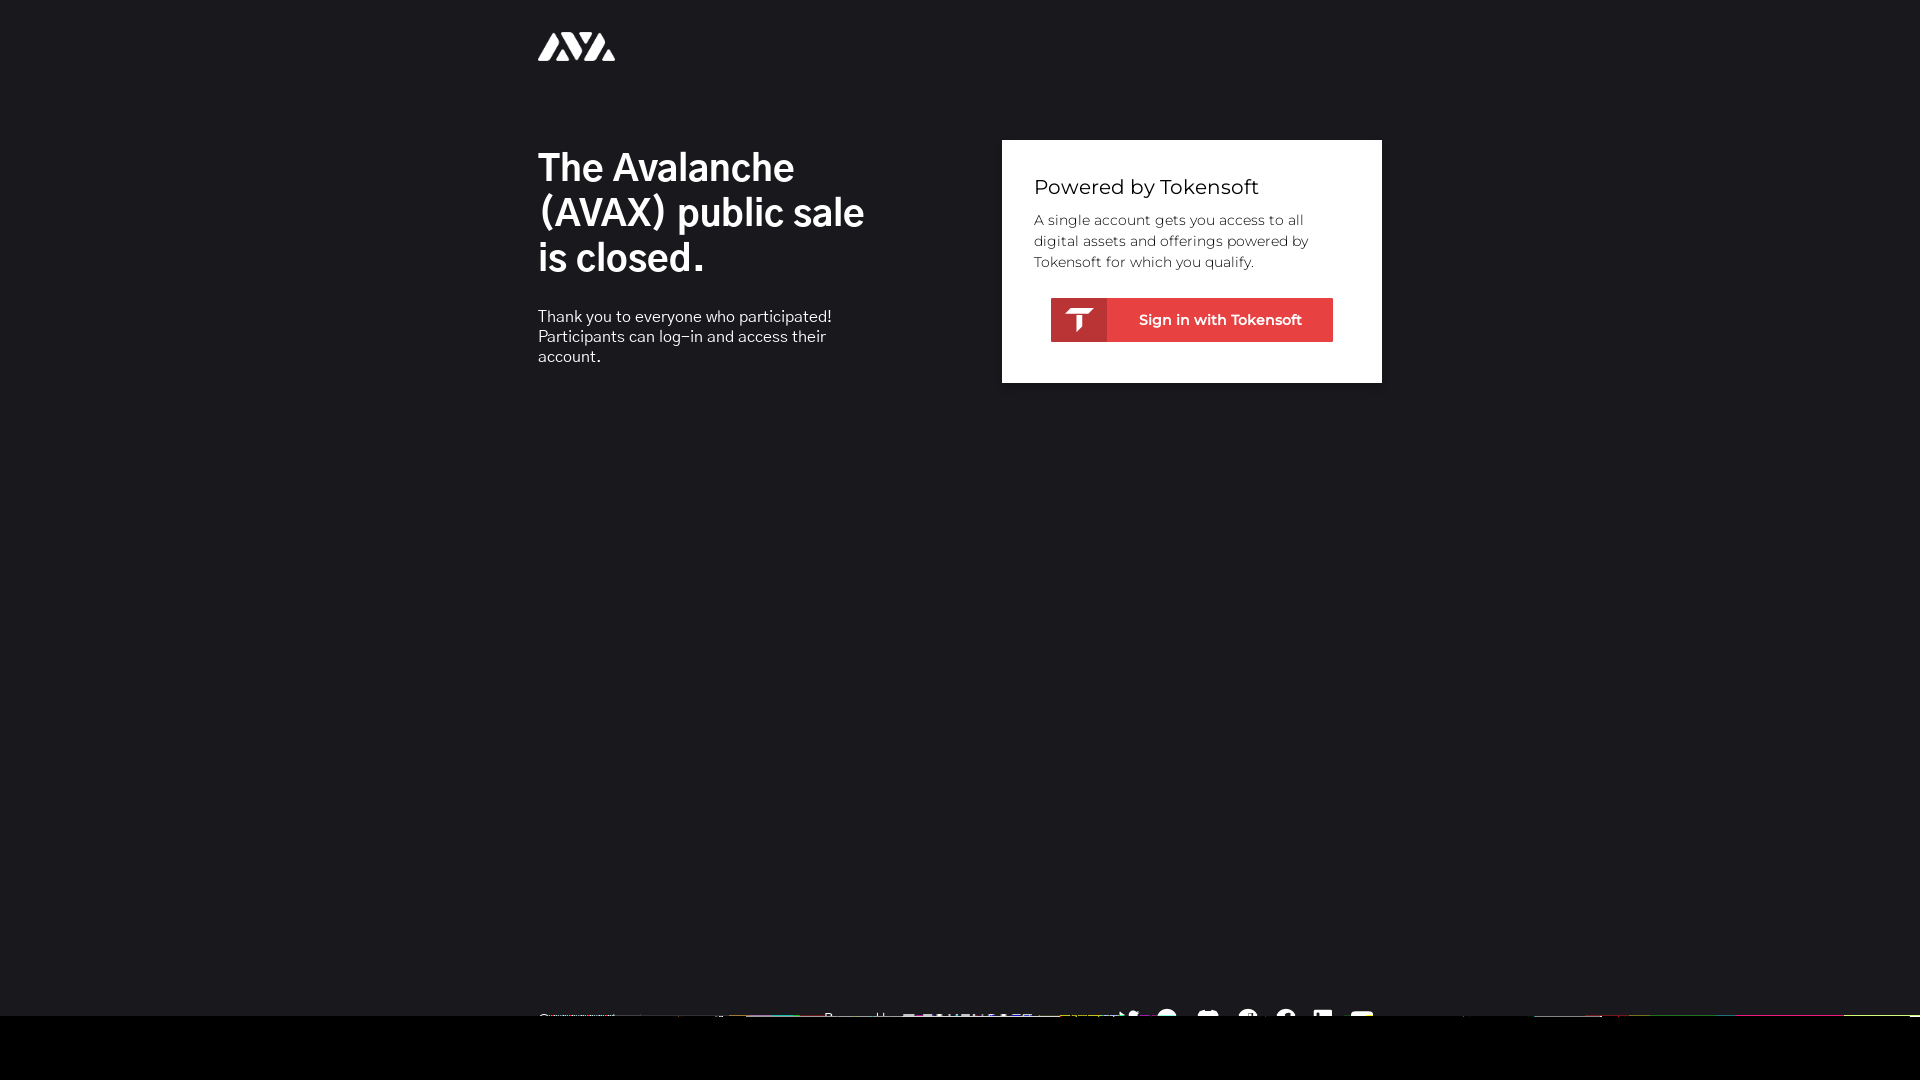 AVA
The Avalanche
(AVAX) public sale
is closed.
Thank you to everyone who participated!
Participants can log-in and access their
account.
Powered by Tokensoft
A single account gets you access to all
digital assets and offerings powered by
Tokensoft for which you qualify.
Sign in with Tokensoft